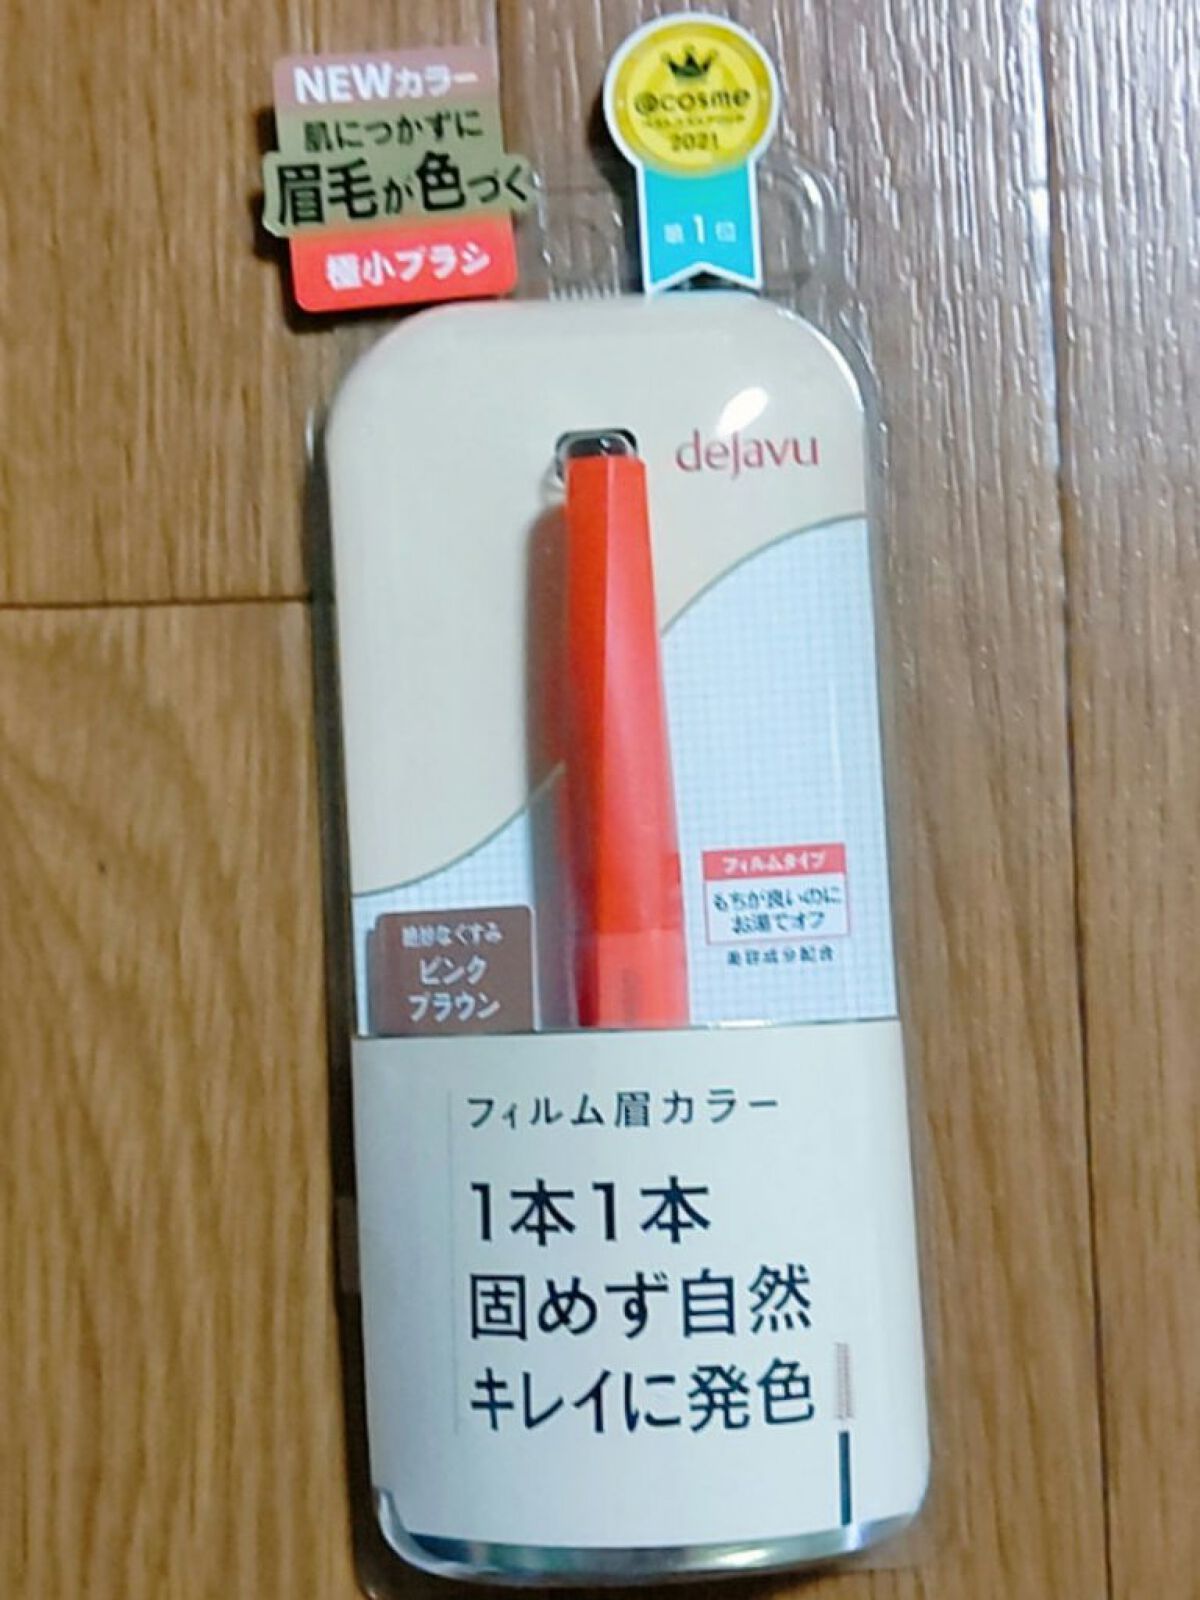 NEWカラー
肌につかずに
眉毛が色づく
極小ブラシ
@cosme
2021
眉1位
dejavu
フィルムタイプ
もちが良いのに
お湯でオフ
美容成分配合
絶妙なくすみ
ピンク
ブラウン
フィルム眉カラー
1本1本
固めず自然
キレイに発色